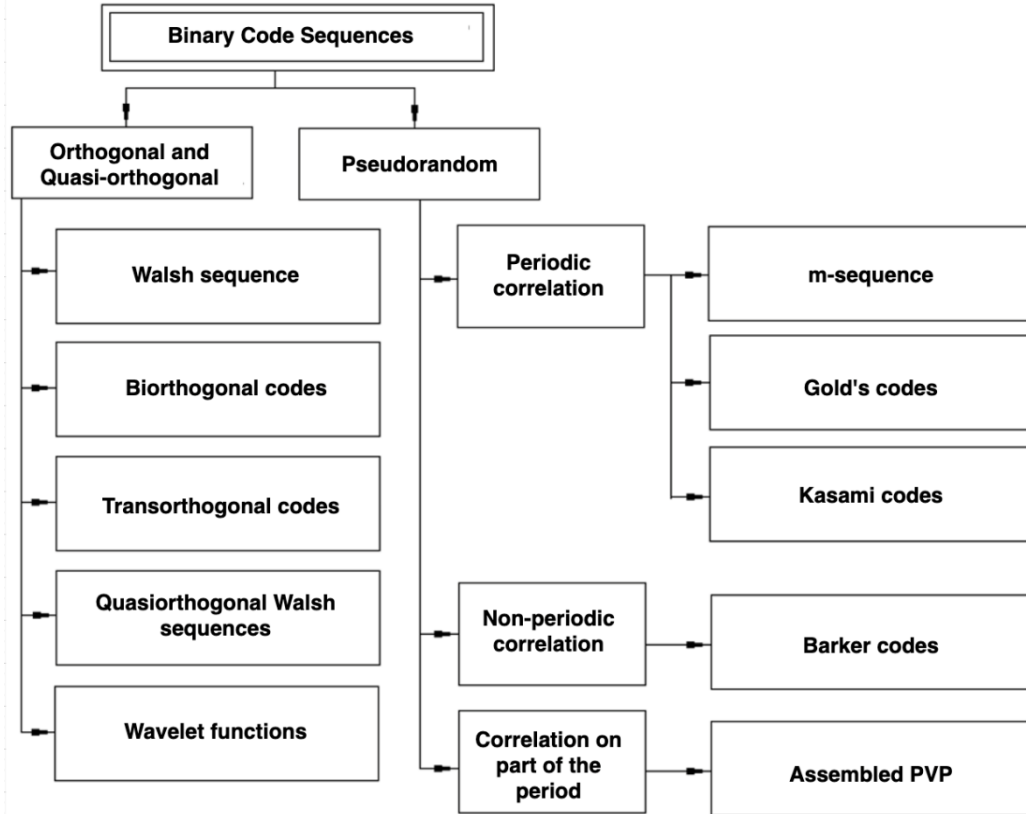 Binary Code Sequences
Orthogonal and
Quasi-orthogonal
Pseudorandom
Walsh sequence
Biorthogonal codes
Transorthogonal codes
Quasiorthogonal Walsh
sequences
Wavelet functions
Periodic
correlation
m-sequence
Gold's codes
Kasami codes
Non-periodic
correlation
Barker codes
Correlation on
part of the
period
Assembled PVP